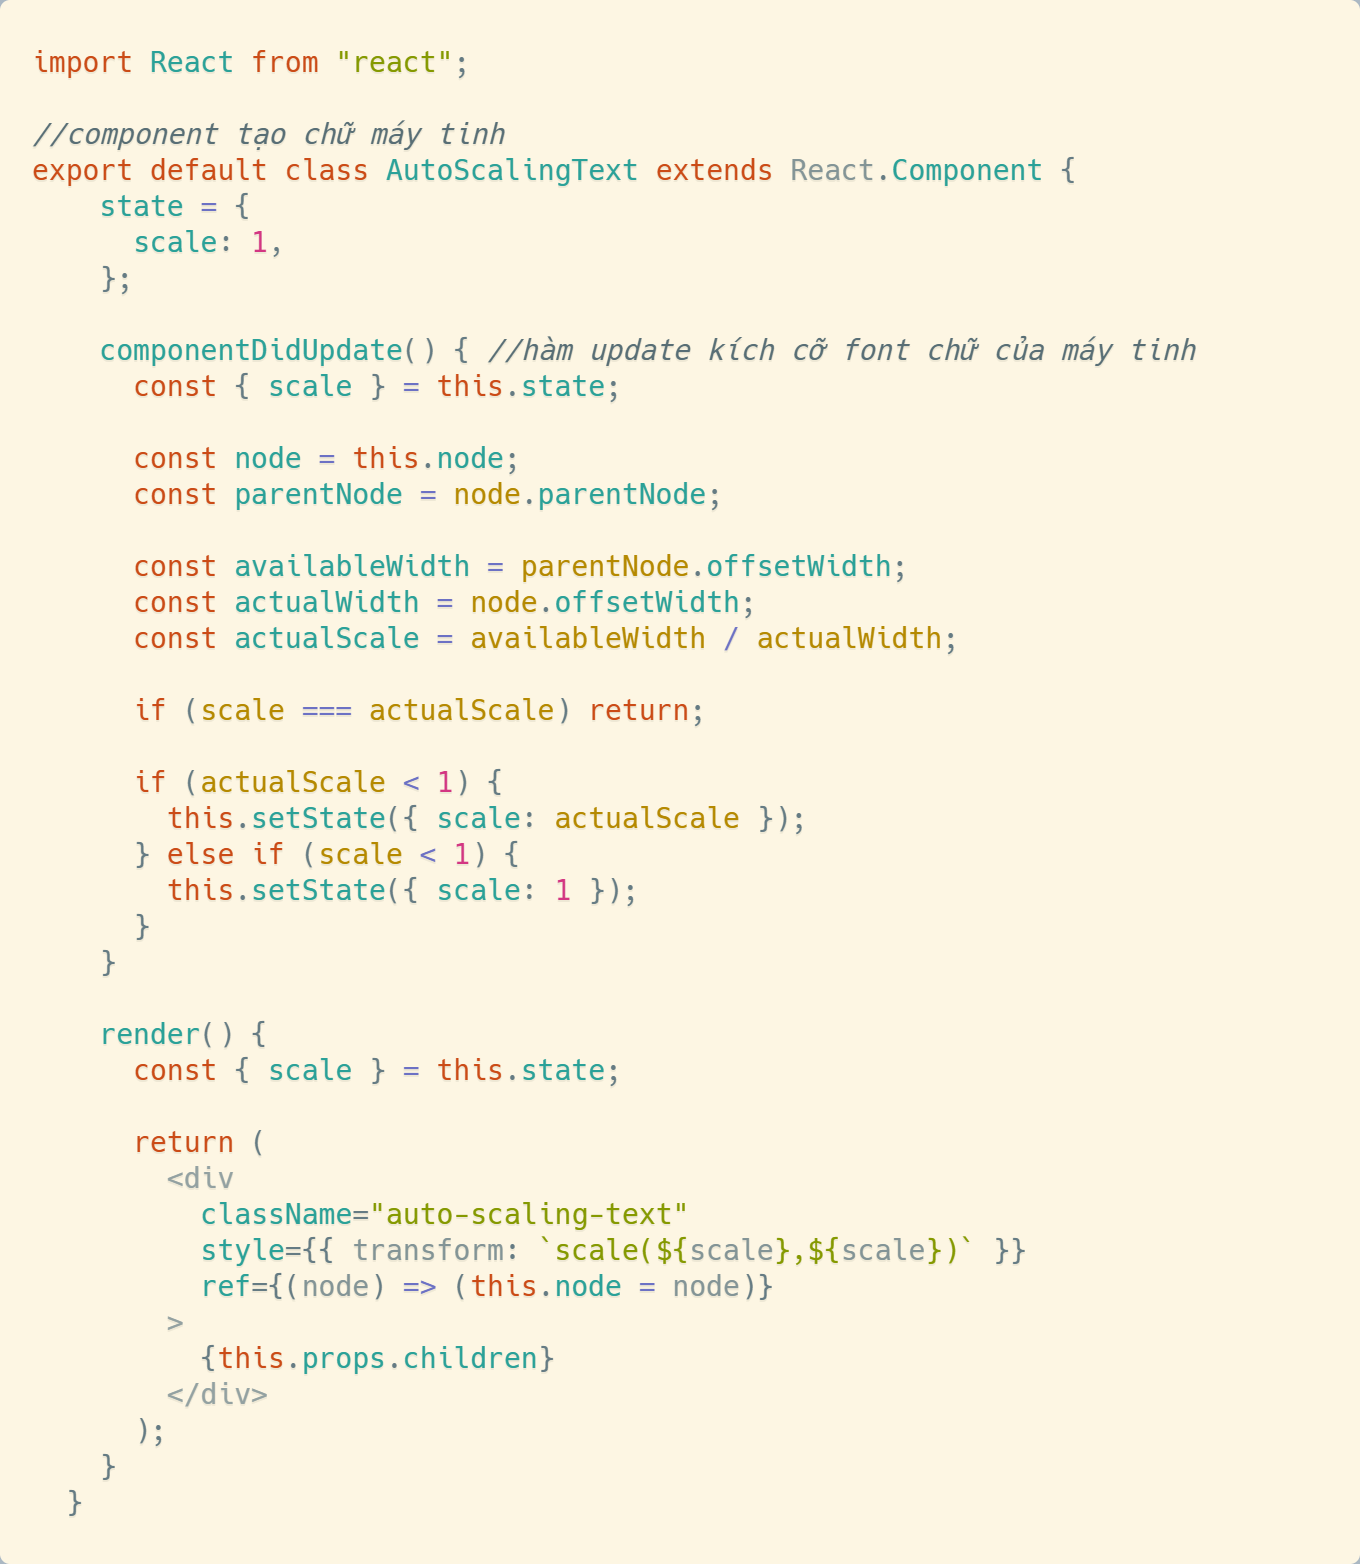 import React from "react";
//component tạo chữ máy tinh
export default class AutoScalingText extends React.Component {
state = {
scale: 1,
};
componentDidUpdate() { //hàm update kích cỡ font chữ của máy tinh
const { scale } = this.state;
const node = this.node;
const parentNode = node.parentNode;
const availableWidth = parentNode.offsetWidth;
const actualWidth = node.offsetWidth;
const actualScale = availableWidth / actualWidth;
if (scale === actualScale) return;
if (actualScale < 1) {
this.setState({ scale: actualScale });
} else if (scale < 1) {
this.setState({ scale: 1 });
}
}
render() {
const { scale } = this.state;
return (
<div
className="auto-scaling-text"
style={{ transform: `scale(${scale},${scale})` }}
ref={(node) => (this.node = node)}
>
{this.props.children}
</div>
);
}
}